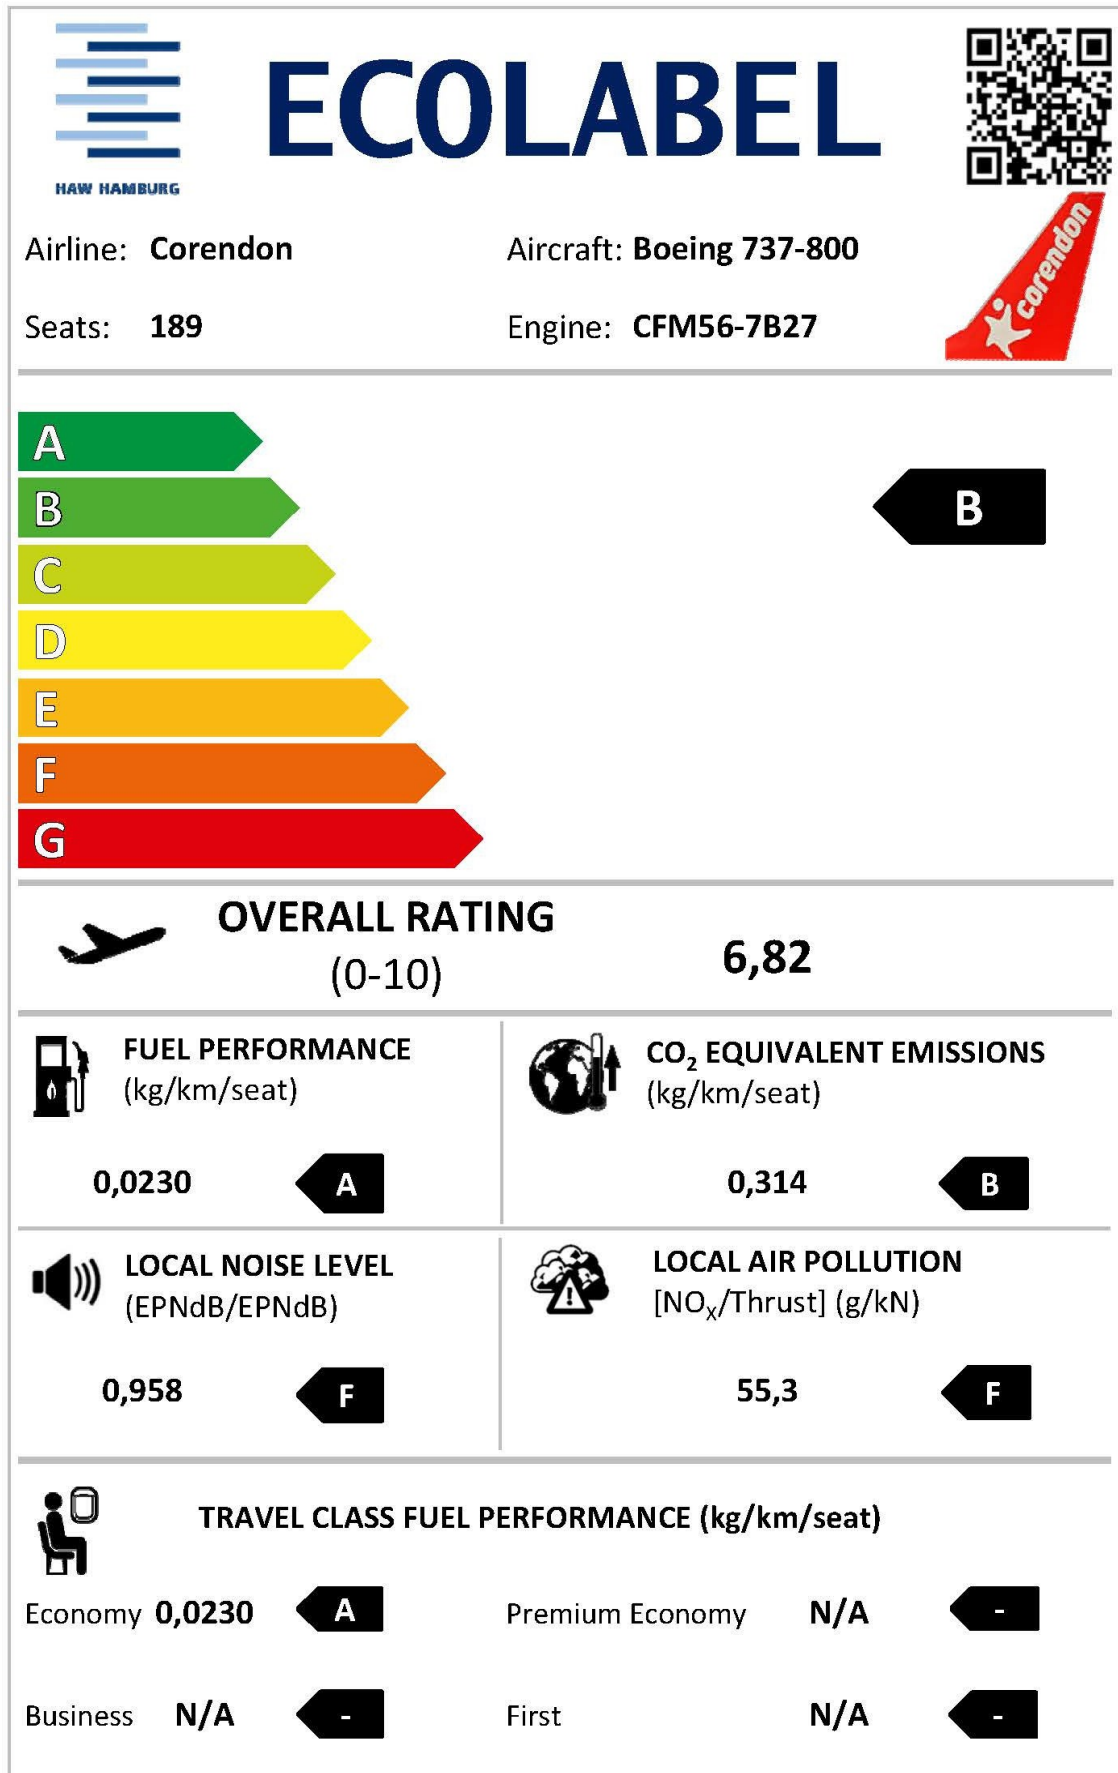 HAW HAMBURG
ECOLABEL
corendon
Airline: Corendon Aircraft: Boeing 737-800
Seats: 189 Engine: CFM56-7B27
A
B
B
C
D
E
F
G
OVERALL RATING
(0-10)
6,82
FUEL PERFORMANCE
(kg/km/seat)
0,0230 A
CO₂ EQUIVALENT EMISSIONS
(kg/km/seat)
0,314 B
LOCAL NOISE LEVEL
(EPNdB/EPNdB)
0,958 F
LOCAL AIR POLLUTION
[NOₓ/Thrust] (g/kN)
55,3 F
TRAVEL CLASS FUEL PERFORMANCE (kg/km/seat)
Economy 0,0230 A Premium Economy N/A -
Business N/A - First N/A -